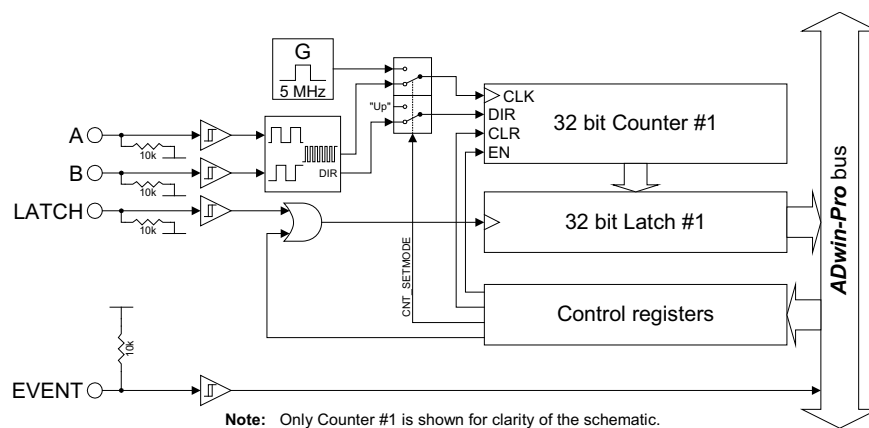 G
5 MHz
"Up"
CLK
DIR
CLR
EN
32 bit Counter #1
A
10k
DIR
B
10k
LATCH
10k
32 bit Latch #1
CNT_SETMODE
Control registers
ADwin-Pro bus
10k
EVENT
Note: Only Counter #1 is shown for clarity of the schematic.